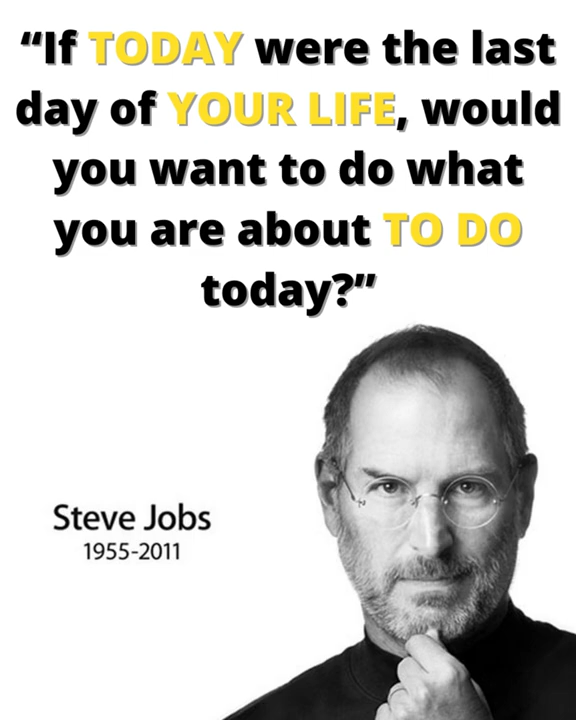 “If TODAY were the last
day of YOUR LIFE, would
you want to do what
you are about TO DO
today?”
Steve Jobs
1955-2011